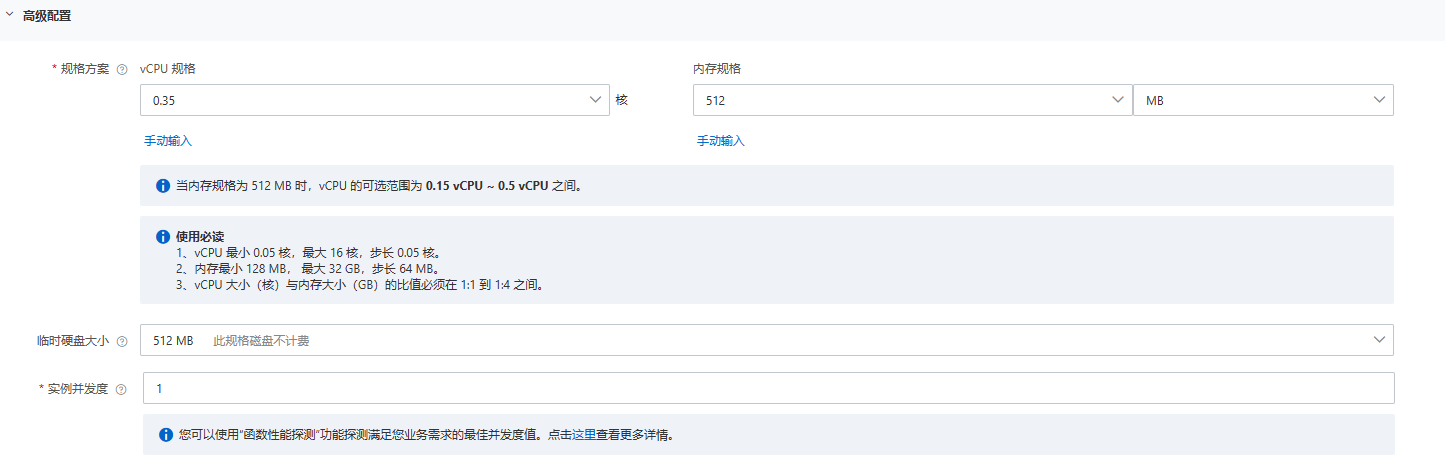 高级配置
* 规格方案 vCPU 规格 内存规格
0.35 核 512 MB
手动输入 手动输入
当内存规格为 512 MB 时，vCPU 的可选范围为 0.15 vCPU ~ 0.5 vCPU 之间。
使用必读
1、vCPU 最小 0.05 核，最大 16 核，步长 0.05 核。
2、内存最小 128 MB， 最大 32 GB，步长 64 MB。
3、vCPU 大小（核）与内存大小（GB）的比值必须在 1:1 到 1:4 之间。
临时硬盘大小 512 MB 此规格磁盘不计费
* 实例并发度 1
您可以使用“函数性能探测”功能探测满足您业务需求的最佳并发度值。点击这里查看更多详情。